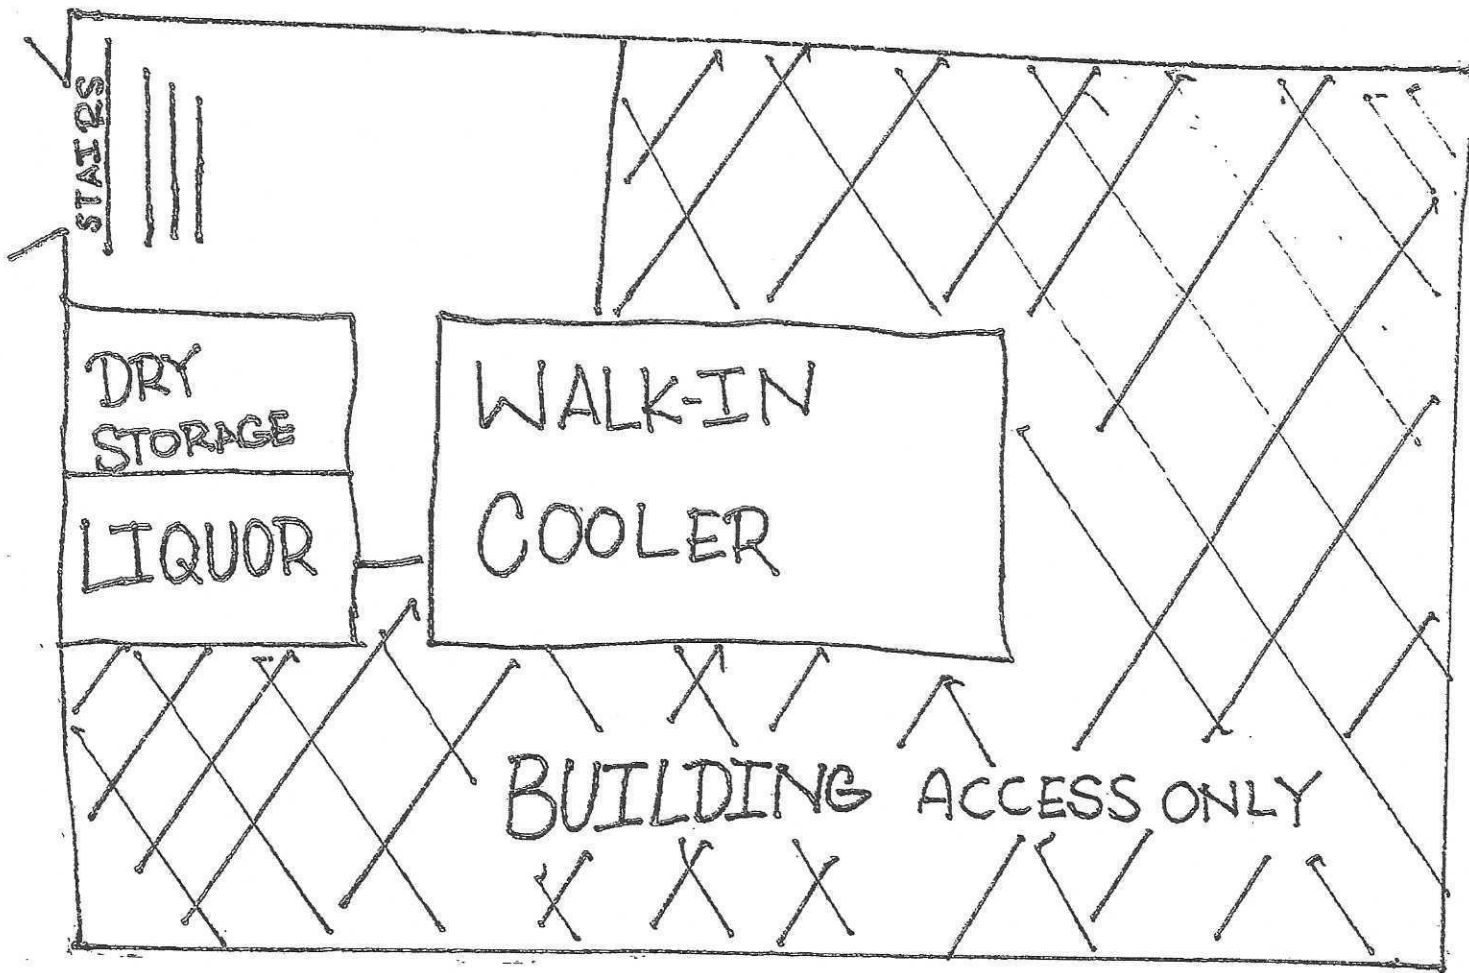 STAIRS
DRY
STORAGE
LIQUOR
WALK-IN
COOLER
BUILDING ACCESS ONLY